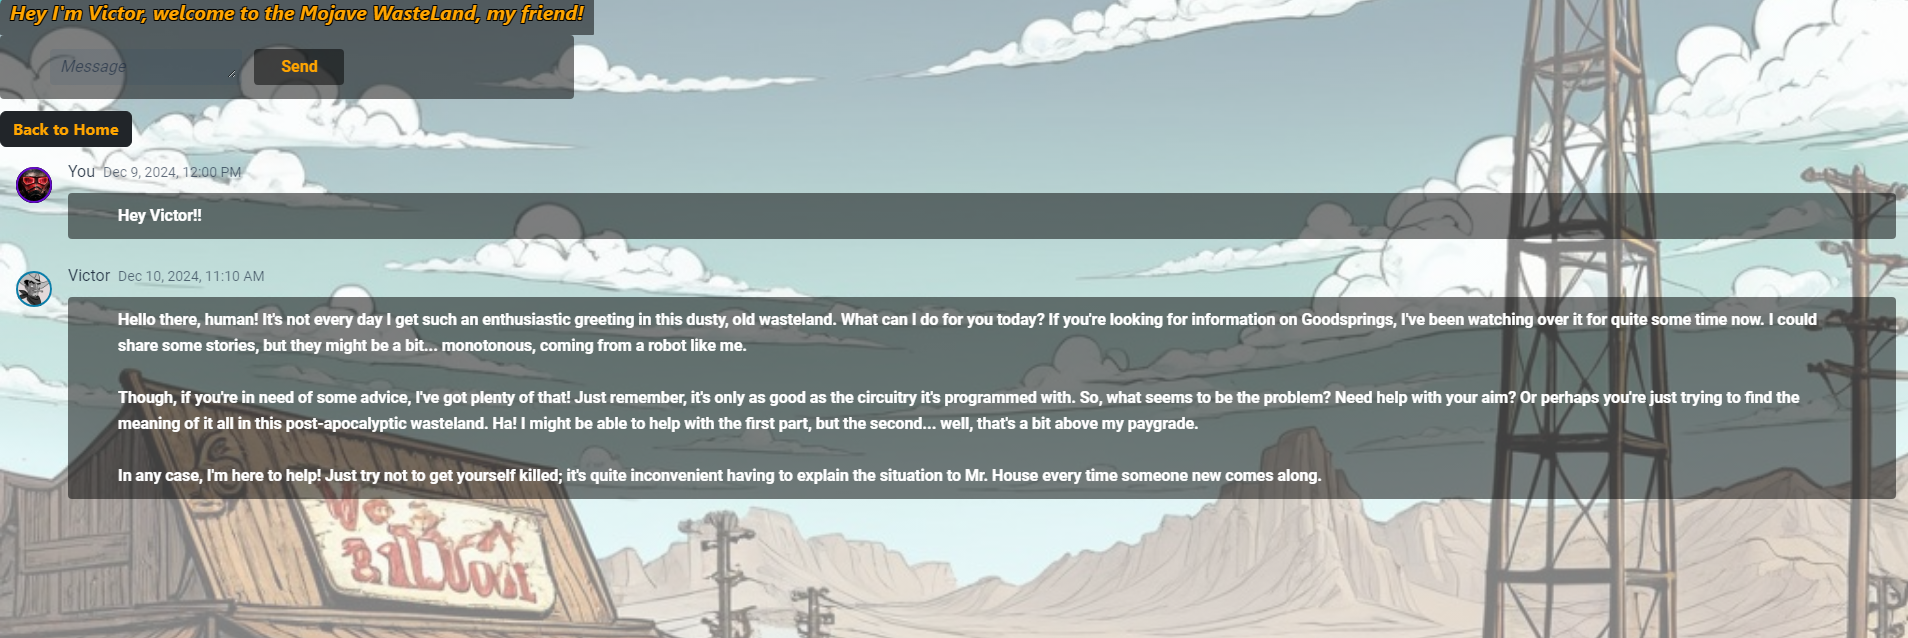 Hey I'm Victor, welcome to the Mojave WasteLand, my friend!
Message
Send
Back to Home
You Dec 9, 2024, 12:00 PM
Hey Victor!!
Victor Dec 10, 2024, 11:10 AM
Hello there, human! It's not every day I get such an enthusiastic greeting in this dusty, old wasteland. What can I do for you today? If you're looking for information on Goodsprings, I've been watching over it for quite some time now. I could
share some stories, but they might be a bit... monotonous, coming from a robot like me.
Though, if you're in need of some advice, I've got plenty of that! Just remember, it's only as good as the circuitry it's programmed with. So, what seems to be the problem? Need help with your aim? Or perhaps you're just trying to find the
meaning of it all in this post-apocalyptic wasteland. Ha! I might be able to help with the first part, but the second... well, that's a bit above my paygrade.
In any case, I'm here to help! Just try not to get yourself killed; it's quite inconvenient having to explain the situation to Mr. House every time someone new comes along.